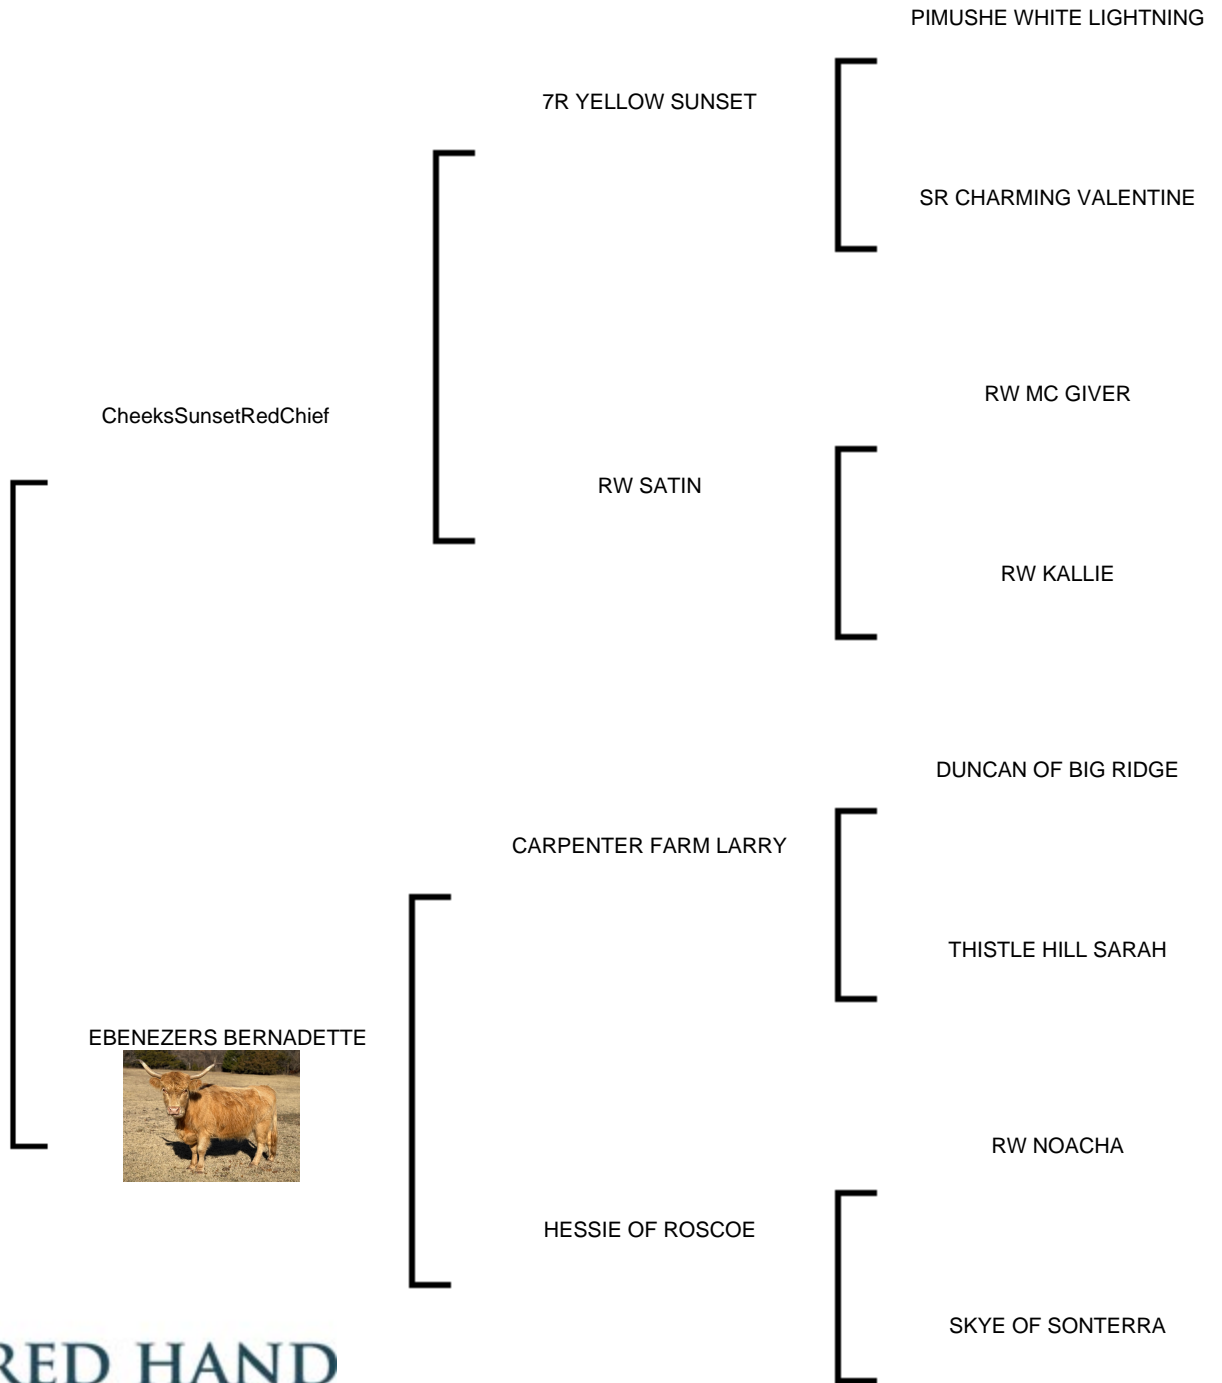 PIMUSHE WHITE LIGHTNING
7R YELLOW SUNSET
SR CHARMING VALENTINE
RW MC GIVER
CheeksSunsetRedChief
RW SATIN
RW KALLIE
DUNCAN OF BIG RIDGE
CARPENTER FARM LARRY
THISTLE HILL SARAH
EBENEZERS BERNADETTE
RW NOACHA
HESSIE OF ROSCOE
SKYE OF SONTERRA
RED HAND